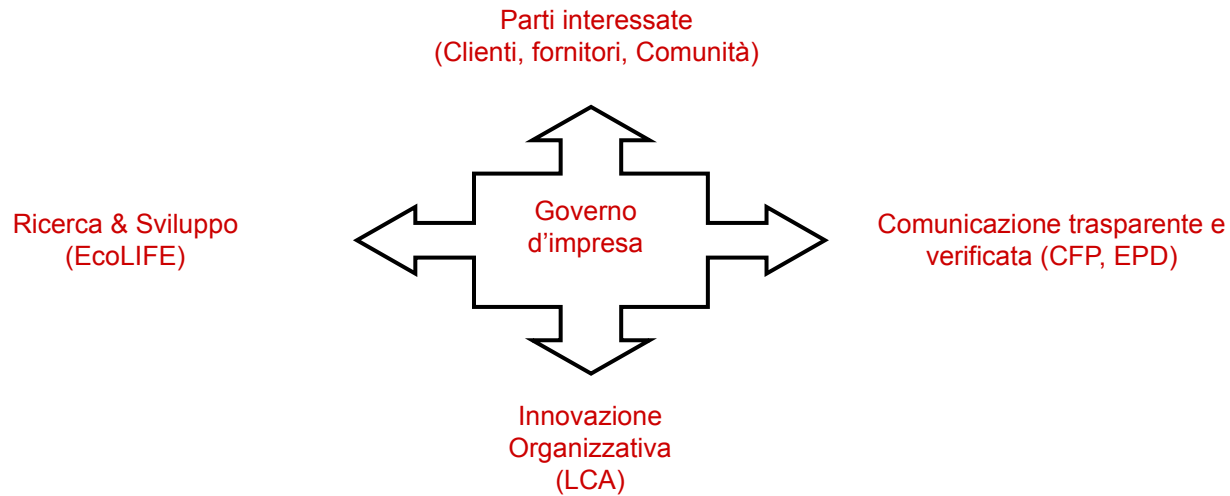 Parti interessate
(Clienti, fornitori, Comunità)
Ricerca & Sviluppo
(EcoLIFE)
Governo
d’impresa
Comunicazione trasparente e
verificata (CFP, EPD)
Innovazione
Organizzativa
(LCA)